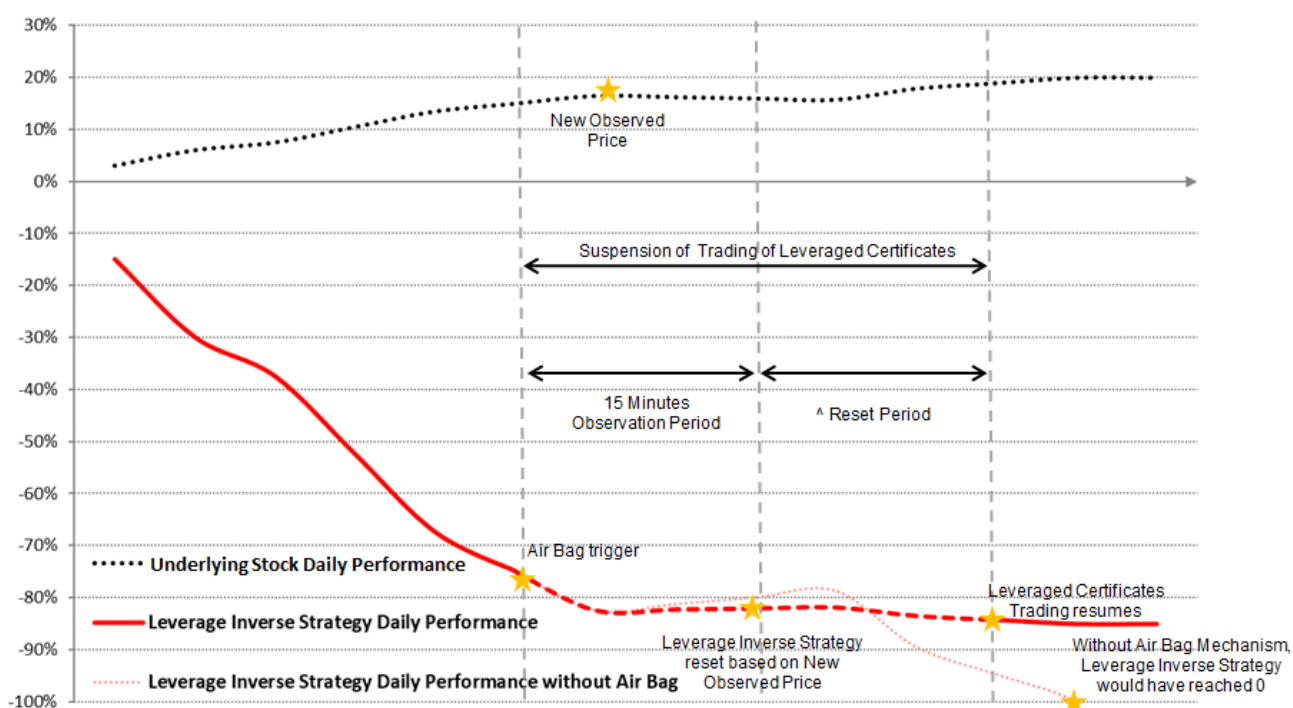 30%
20%
New Observed
Price
10%
0%
-10%
Suspension of Trading of Leveraged Certificates
-20%
-30%
-40%
15 Minutes
Observation Period
^ Reset Period
-50%
-60%
-70%
Air Bag trigger
Underlying Stock Daily Performance
-80%
Leveraged Certificates
Trading resumes
Leverage Inverse Strategy Daily Performance
Leverage Inverse Strategy
reset based on New
Observed Price
Without Air Bag Mechanism,
Leverage Inverse Strategy
would have reached 0
-90%
Leverage Inverse Strategy Daily Performance without Air Bag
-100%